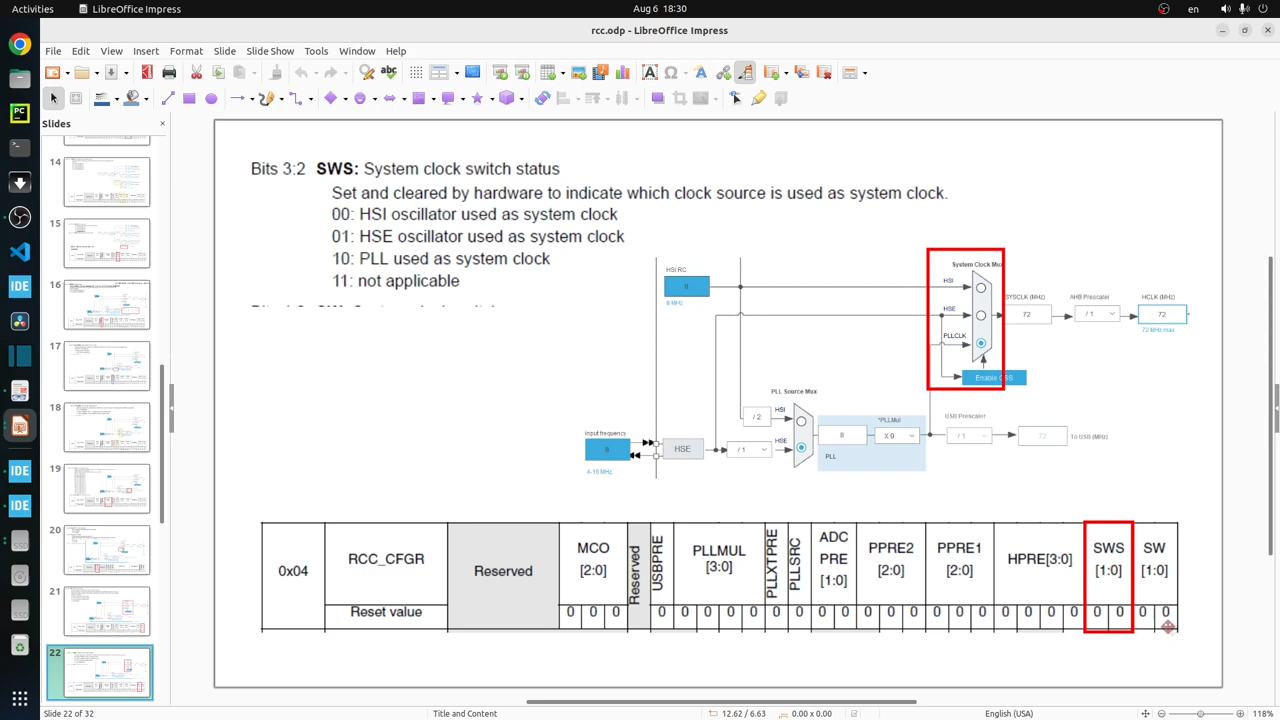 Activities
LibreOffice Impress
Aug 6 18:30
en
rcc.odp - LibreOffice Impress
File Edit View Insert Format Slide Slide Show Tools Window Help
Slides
14
15
16
17
18
19
20
21
22
Bits 3:2 SWS: System clock switch status
Set and cleared by hardware to indicate which clock source is used as system clock.
00: HSI oscillator used as system clock
01: HSE oscillator used as system clock
10: PLL used as system clock
11: not applicable
HSI RC
8
8 MHz
System Clock Mux
HSI
HSE
PLLCLK
Enable CSS
SYSCLK (MHz)
72
AHB Prescaler
/ 1
HCLK (MHz)
72
72 MHz max
PLL Source Mux
/ 2
HSI
HSE
/ 1
Input frequency
8
4-16 MHz
HSE
*PLLMul
8
X 9
PLL
USB Prescaler
/ 1
72
To USB (MHz)
0x04
RCC_CFGR
Reserved
MCO [2:0]
Reserved
USBPRE
PLLMUL [3:0]
PLLXTPRE
PLLSRC
ADC PRE [1:0]
PPRE2 [2:0]
PPRE1 [2:0]
HPRE[3:0]
SWS [1:0]
SW [1:0]
Reset value
0 0 0 0 0 0 0 0 0 0 0 0 0 0 0 0 0 0 0 0 0 0 0 0 0 0
Slide 22 of 32
Title and Content
12.62 / 6.63
0.00 x 0.00
English (USA)
118%